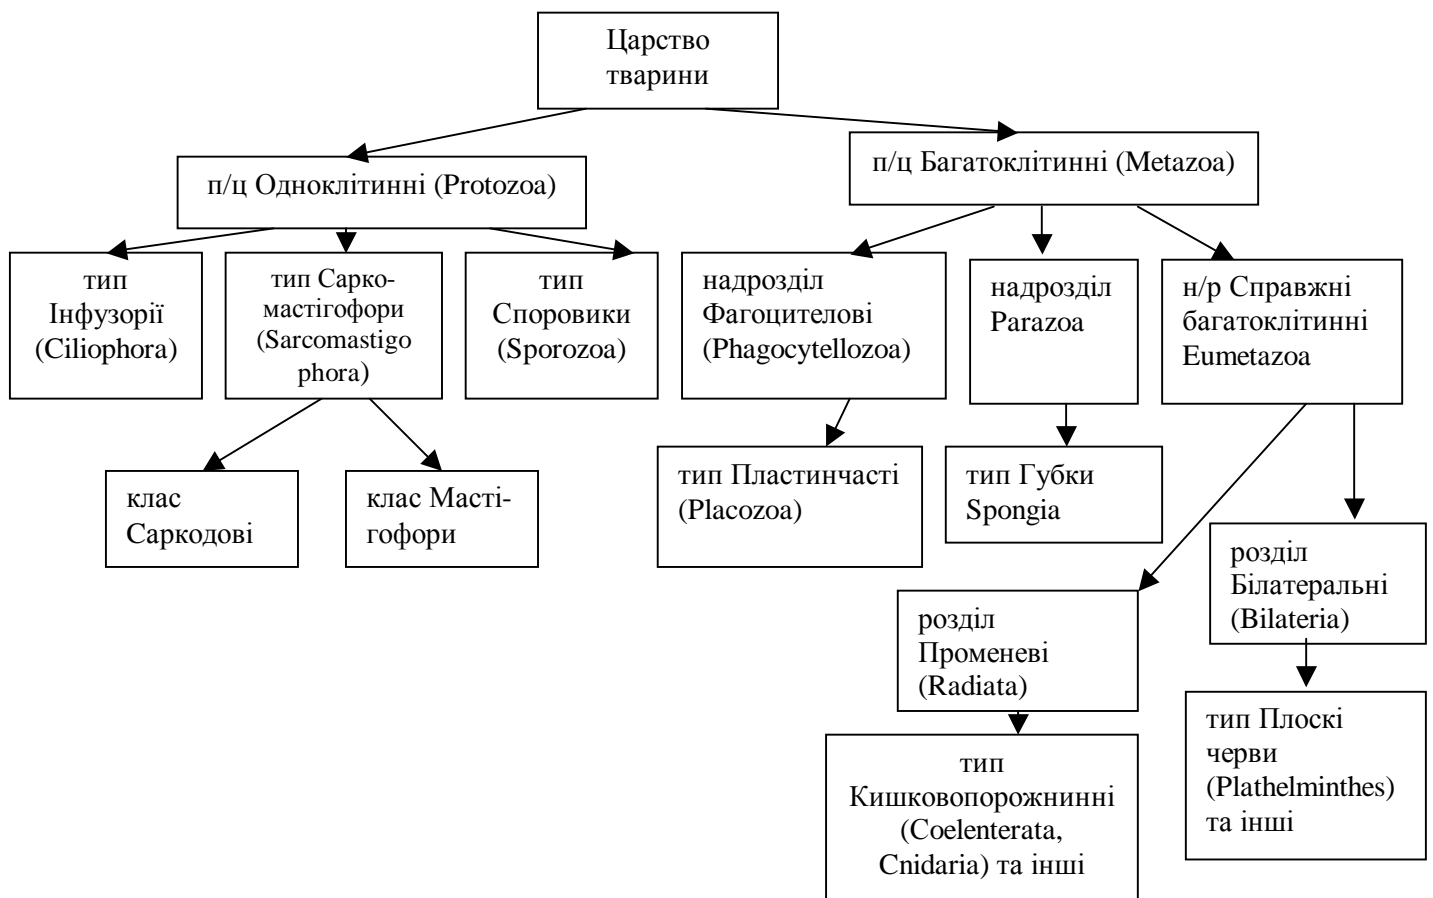 Царство
тварини
п/ц Одноклітинні (Protozoa)
п/ц Багатоклітинні (Metazoa)
тип
Інфузорії
(Ciliophora)
тип Сарко-
мастігофори
(Sarcomastigo
phora)
тип
Споровики
(Sporozoa)
надрозділ
Фагоцителові
(Phagocytellozoa)
надрозділ
Parazoa
н/р Справжні
багатоклітинні
Eumetazoa
клас
Саркодові
клас Масті-
гофори
тип Пластинчасті
(Placozoa)
тип Губки
Spongia
розділ
Променеві
(Radiata)
розділ
Білатеральні
(Bilateria)
тип
Кишковопорожнинні
(Coelenterata,
Cnidaria) та інші
тип Плоскі
черви
(Plathelminthes)
та інші